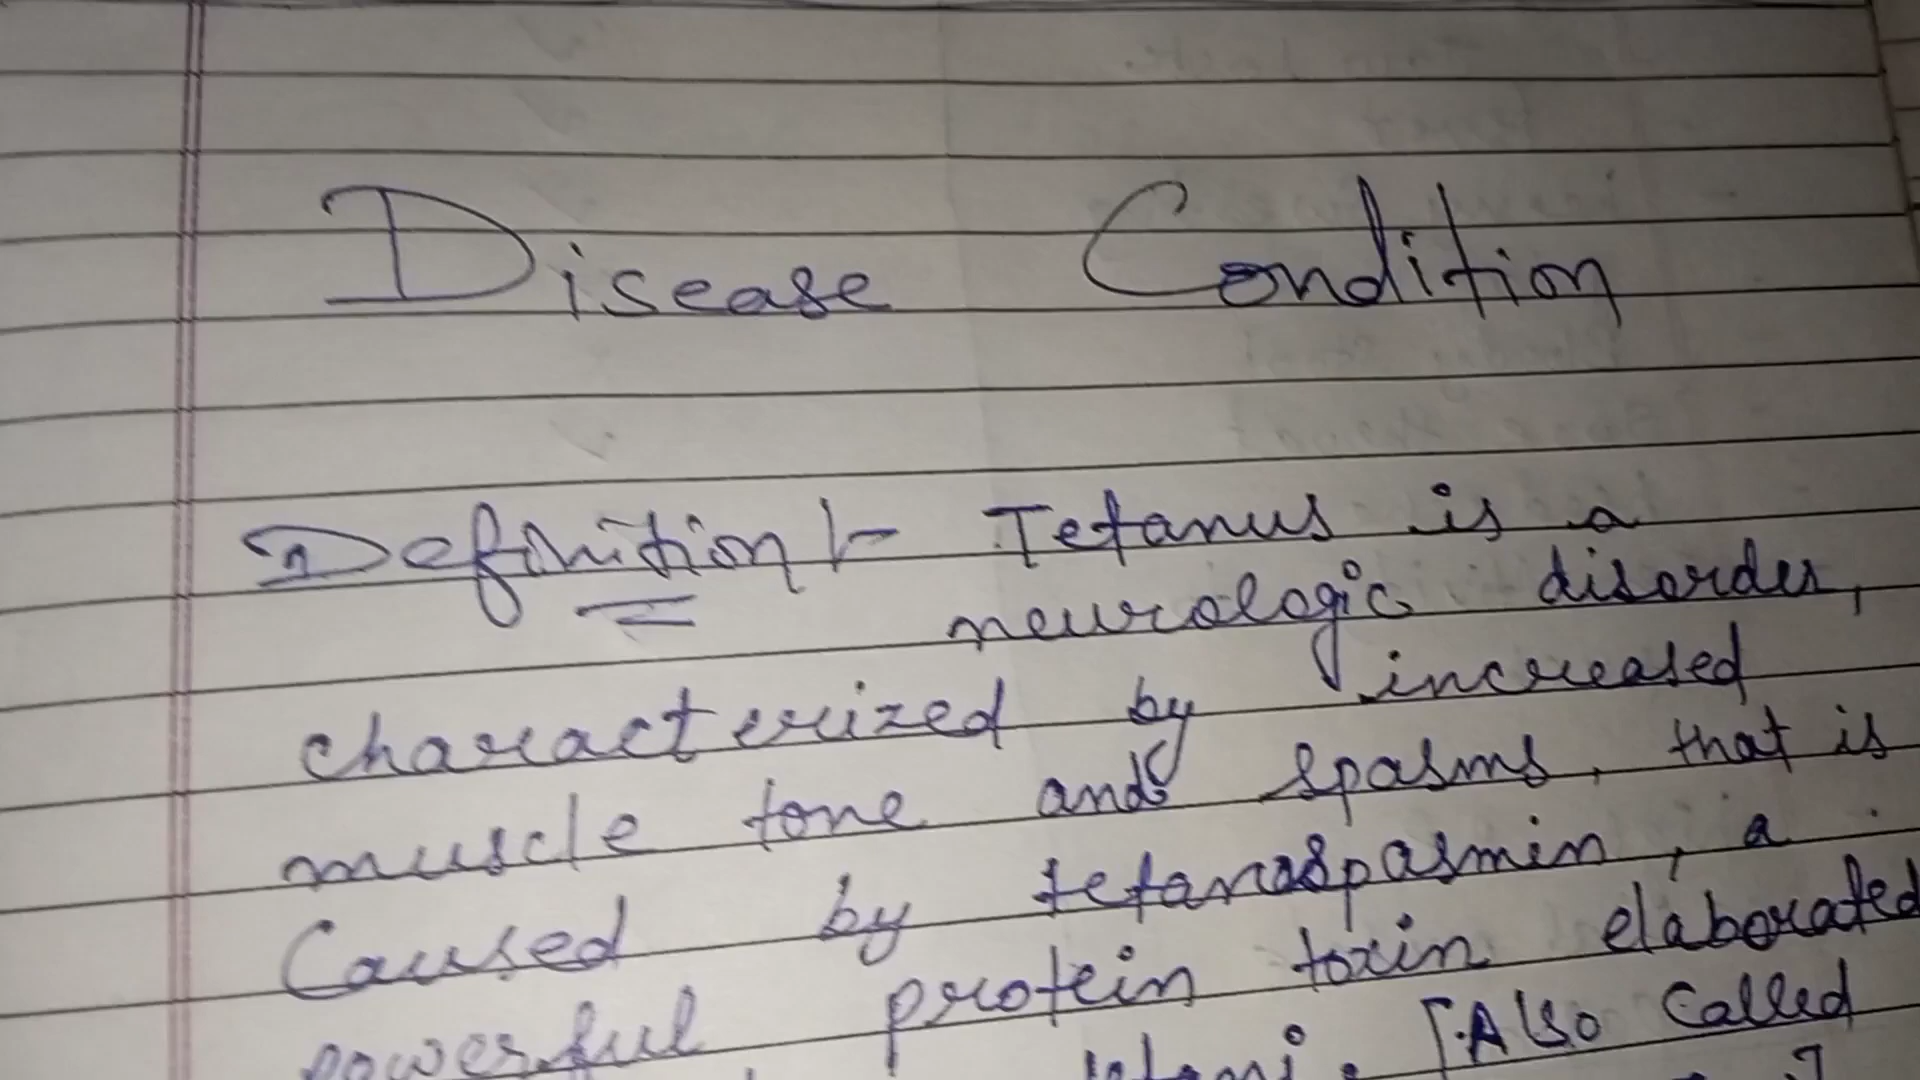 Disease Condition
Definition :- Tetanus is a
neurologic disorder,
characterized by increased
muscle tone and spasms, that is
Caused by tetanospasmin, a
powerful protein toxin elaborated
[Also Called